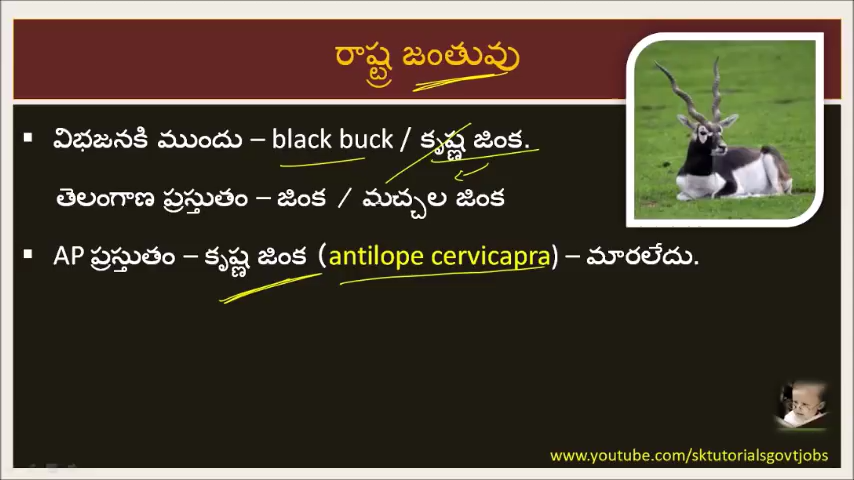 రాష్ట్ర జంతువు
▪ విభజనకి ముందు – black buck / కృష్ణ జింక.
తెలంగాణ ప్రస్తుతం – జింక / మచ్చల జింక
▪ AP ప్రస్తుతం – కృష్ణ జింక (antilope cervicapra) – మారలేదు.
www.youtube.com/sktutorialsgovtjobs